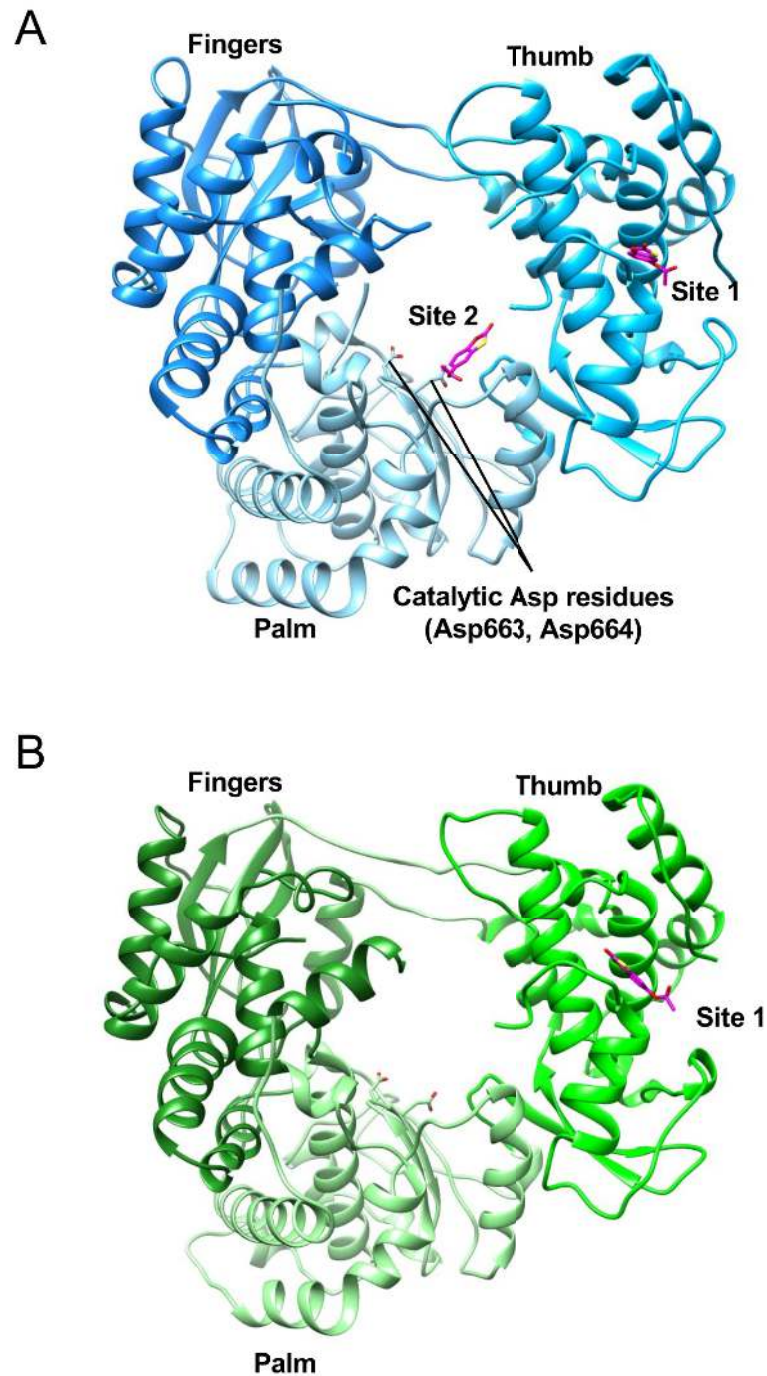 A
Fingers
Thumb
Site 1
Site 2
Catalytic Asp residues
(Asp663, Asp664)
Palm
B
Fingers
Thumb
Site 1
Palm